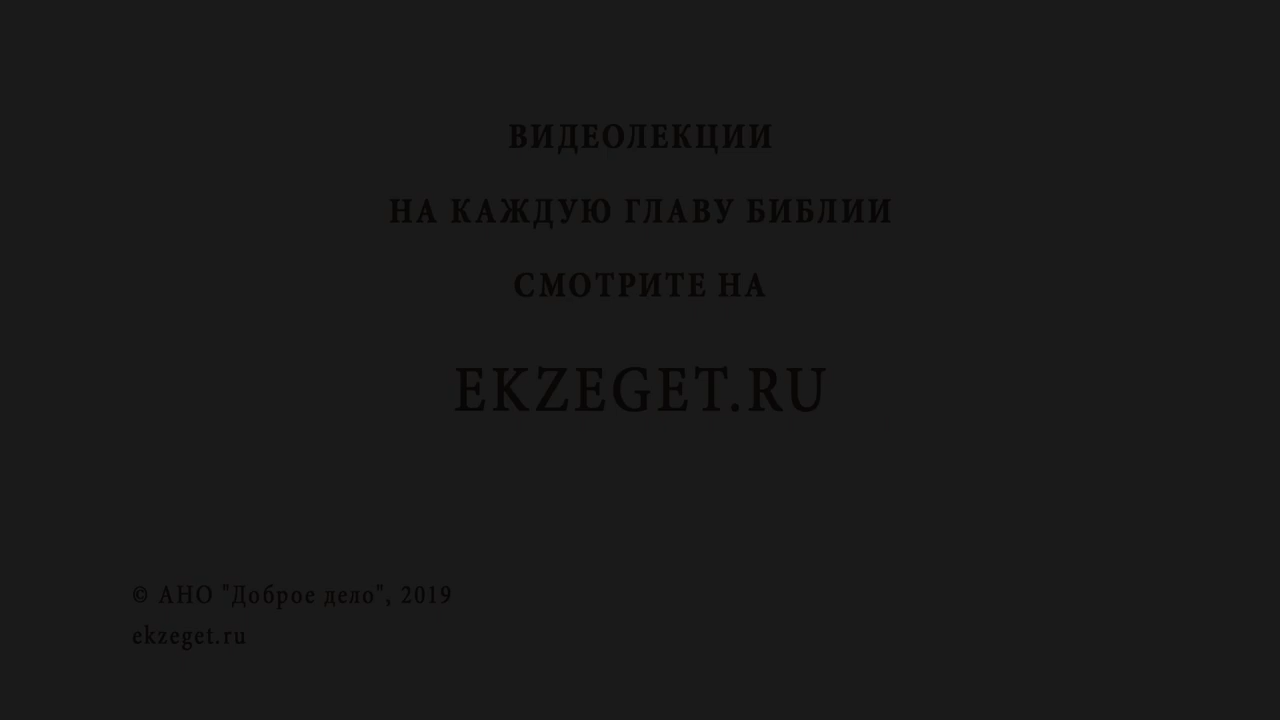 ВИДЕОЛЕКЦИИ
НА КАЖДУЮ ГЛАВУ БИБЛИИ
СМОТРИТЕ НА
EKZEGET.RU
© АНО "Доброе дело", 2019
ekzeget.ru